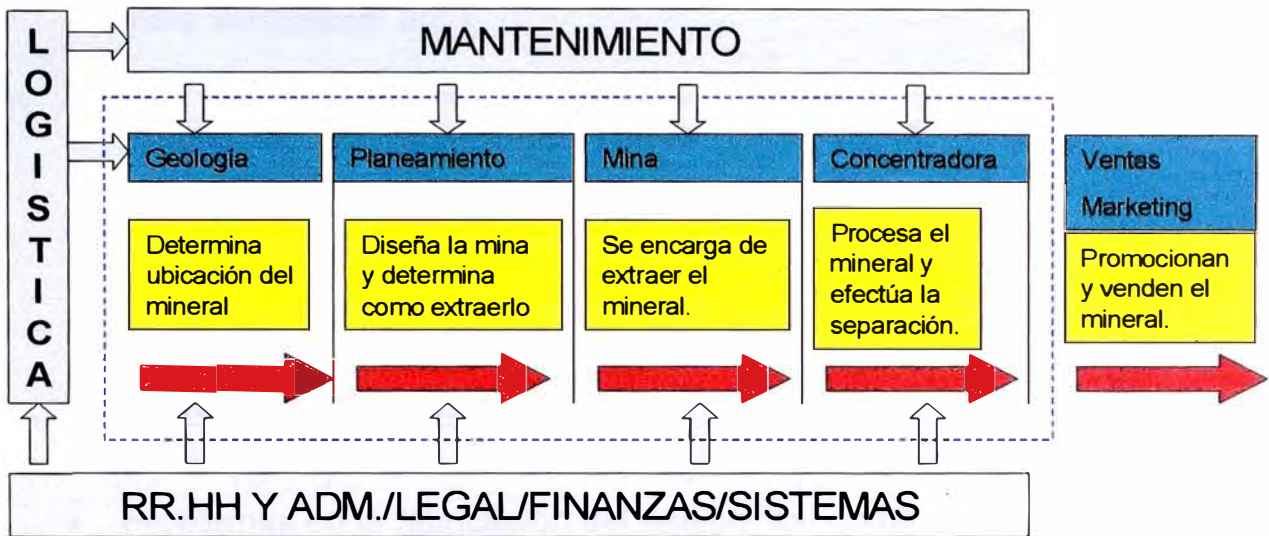 LOGISTICA
MANTENIMIENTO
Geología
Determina
ubicación del
mineral
Planeamiento
Diseña la mina
y determina
como extraerlo
Mina
Se encarga de
extraer el
mineral.
Concentradora
Procesa el
mineral y
efectúa la
separación.
Ventas
Marketing
Promocionan
y venden el
mineral.
RR.HH Y ADM./LEGAL/FINANZAS/SISTEMAS